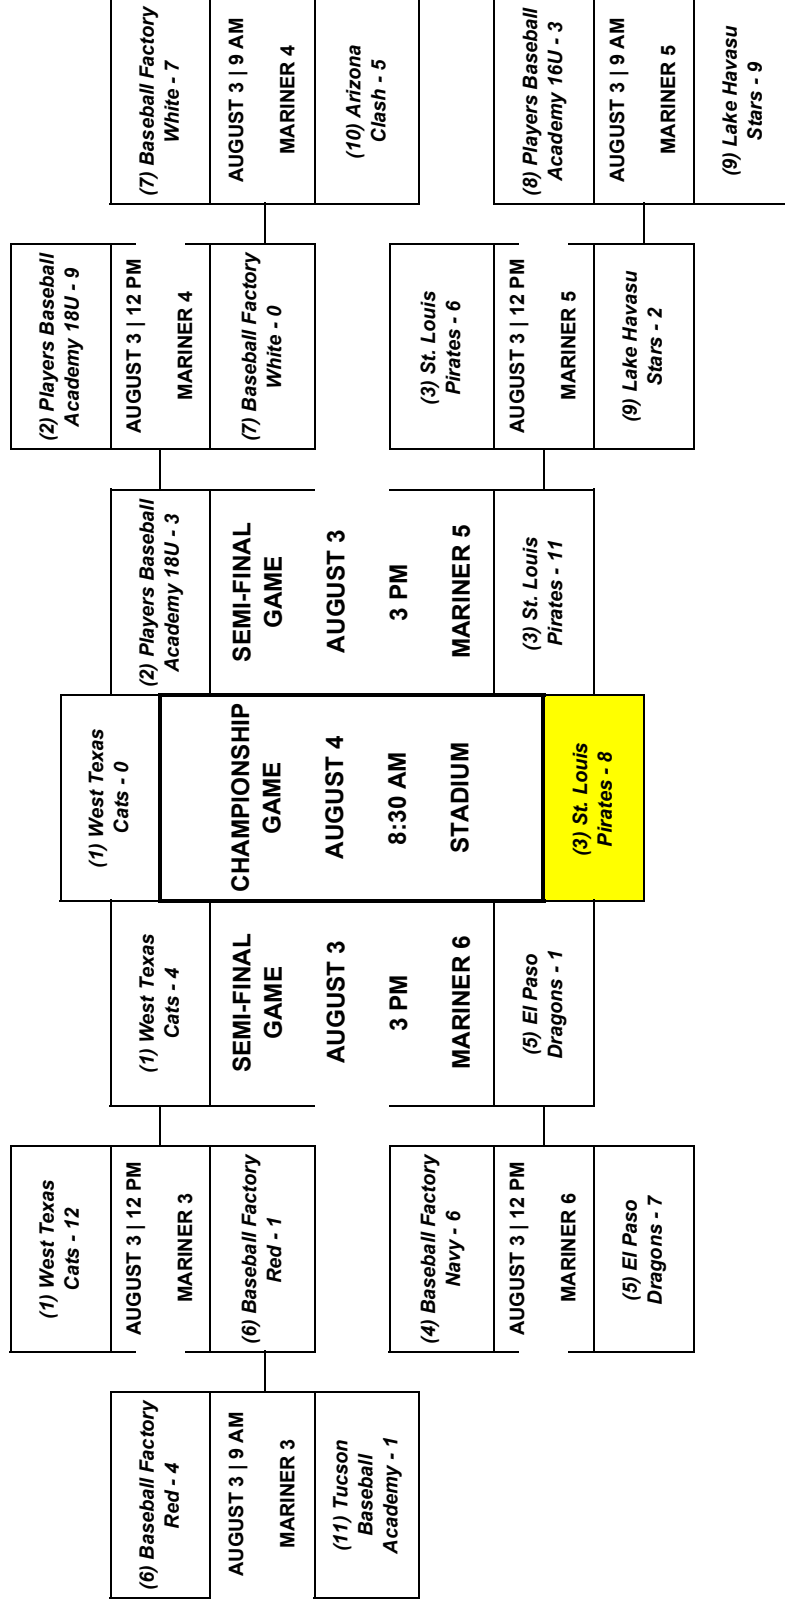 (6) Baseball Factory
Red - 4
AUGUST 3 | 9 AM
MARINER 3
(11) Tucson
Baseball
Academy - 1
(1) West Texas
Cats - 12
AUGUST 3 | 12 PM
MARINER 3
(6) Baseball Factory
Red - 1
(4) Baseball Factory
Navy - 6
AUGUST 3 | 12 PM
MARINER 6
(5) El Paso
Dragons - 7
(1) West Texas
Cats - 4
SEMI-FINAL
GAME
AUGUST 3
3 PM
MARINER 6
(5) El Paso
Dragons - 1
(1) West Texas
Cats - 0
CHAMPIONSHIP
GAME
AUGUST 4
8:30 AM
STADIUM
(3) St. Louis
Pirates - 8
(2) Players Baseball
Academy 18U - 3
SEMI-FINAL
GAME
AUGUST 3
3 PM
MARINER 5
(3) St. Louis
Pirates - 11
(2) Players Baseball
Academy 18U - 9
AUGUST 3 | 12 PM
MARINER 4
(7) Baseball Factory
White - 0
(3) St. Louis
Pirates - 6
AUGUST 3 | 12 PM
MARINER 5
(9) Lake Havasu
Stars - 2
(7) Baseball Factory
White - 7
AUGUST 3 | 9 AM
MARINER 4
(10) Arizona
Clash - 5
(8) Players Baseball
Academy 16U - 3
AUGUST 3 | 9 AM
MARINER 5
(9) Lake Havasu
Stars - 9